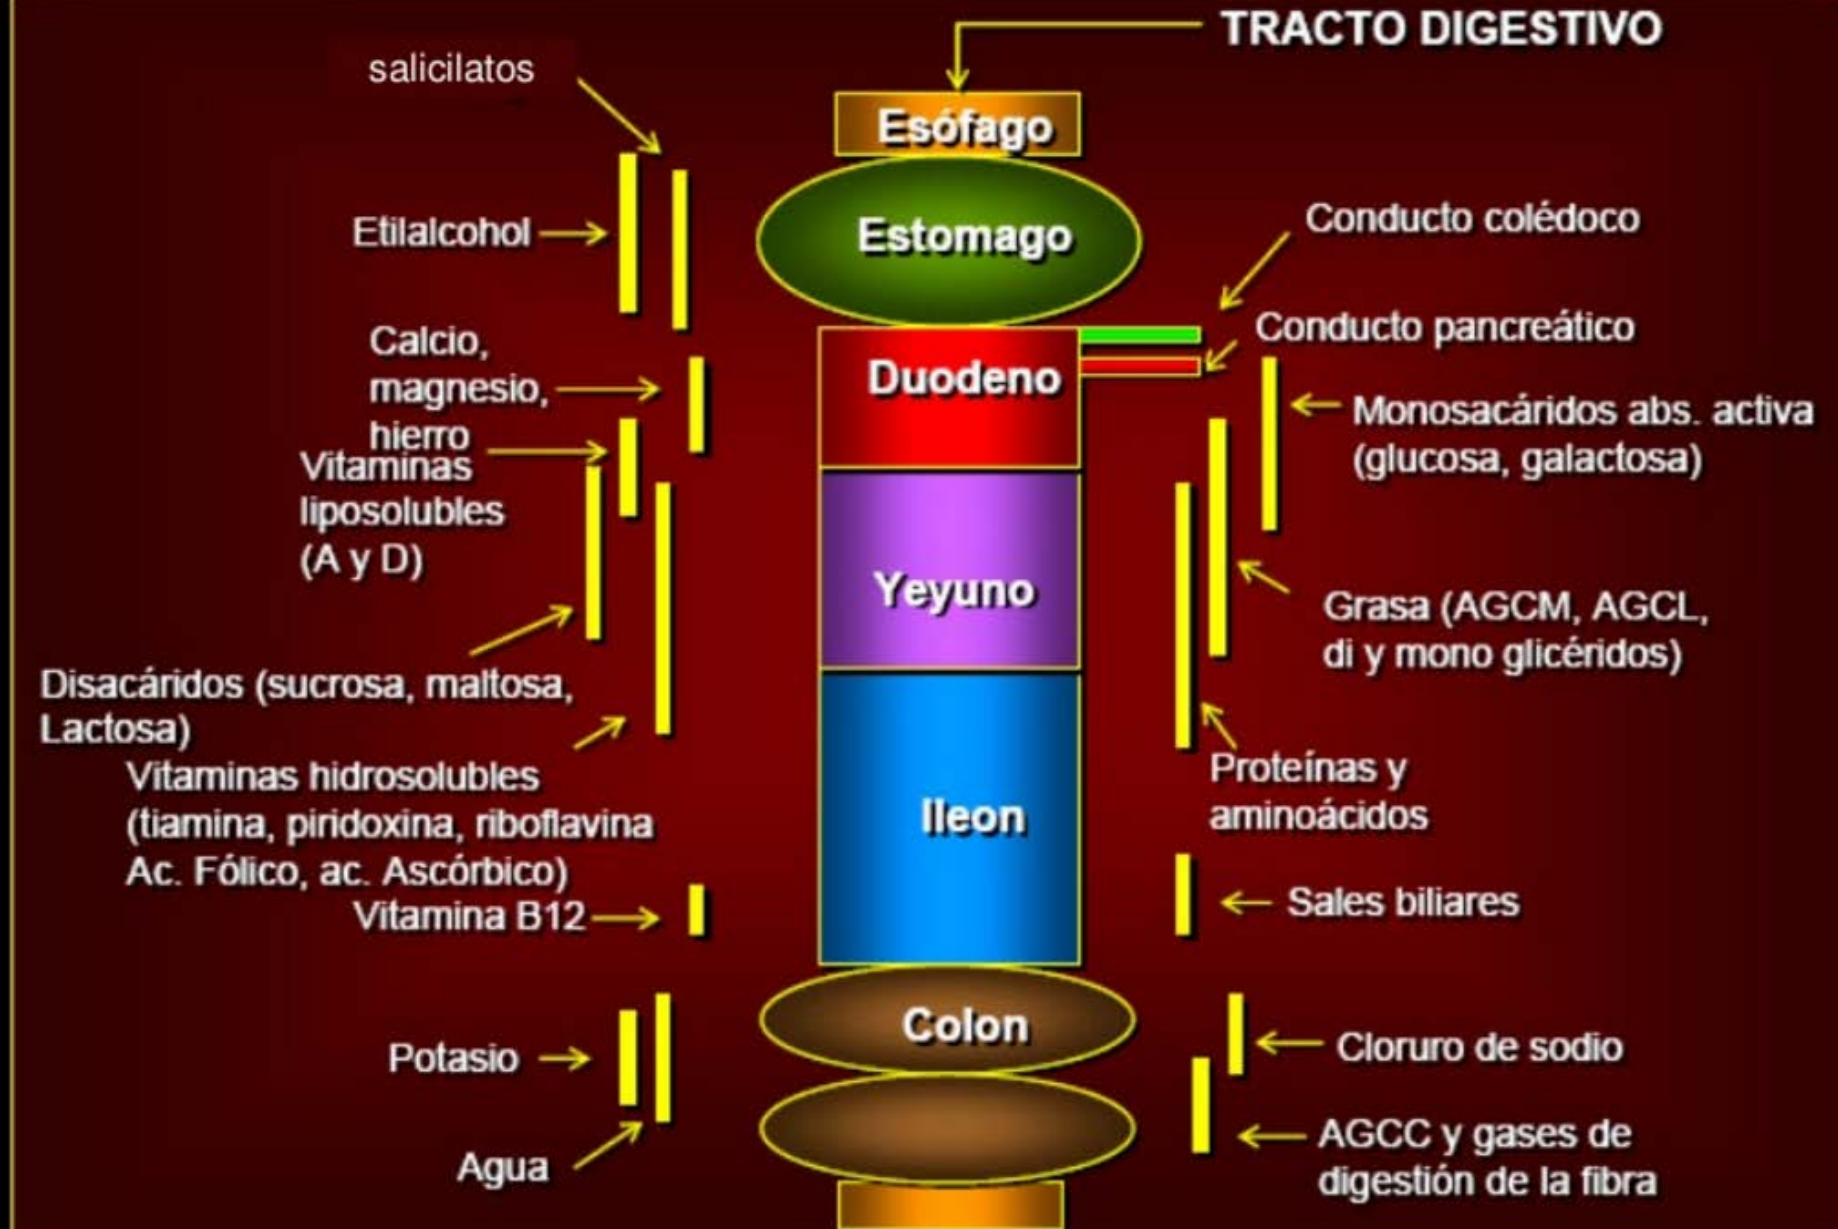 TRACTO DIGESTIVO
salicilatos
Esófago
Etilalcohol
Estomago
Conducto colédoco
Conducto pancreático
Calcio,
magnesio,
hierro
Duodeno
Monosacáridos abs. activa
(glucosa, galactosa)
Vitaminas
liposolubles
(A y D)
Yeyuno
Grasa (AGCM, AGCL,
di y mono glicéridos)
Disacáridos (sucrosa, maltosa,
Lactosa)
Vitaminas hidrosolubles
(tiamina, piridoxina, riboflavina
Ac. Fólico, ac. Ascórbico)
Ileon
Proteínas y
aminoácidos
Vitamina B12
Sales biliares
Colon
Potasio
Cloruro de sodio
Agua
AGCC y gases de
digestión de la fibra